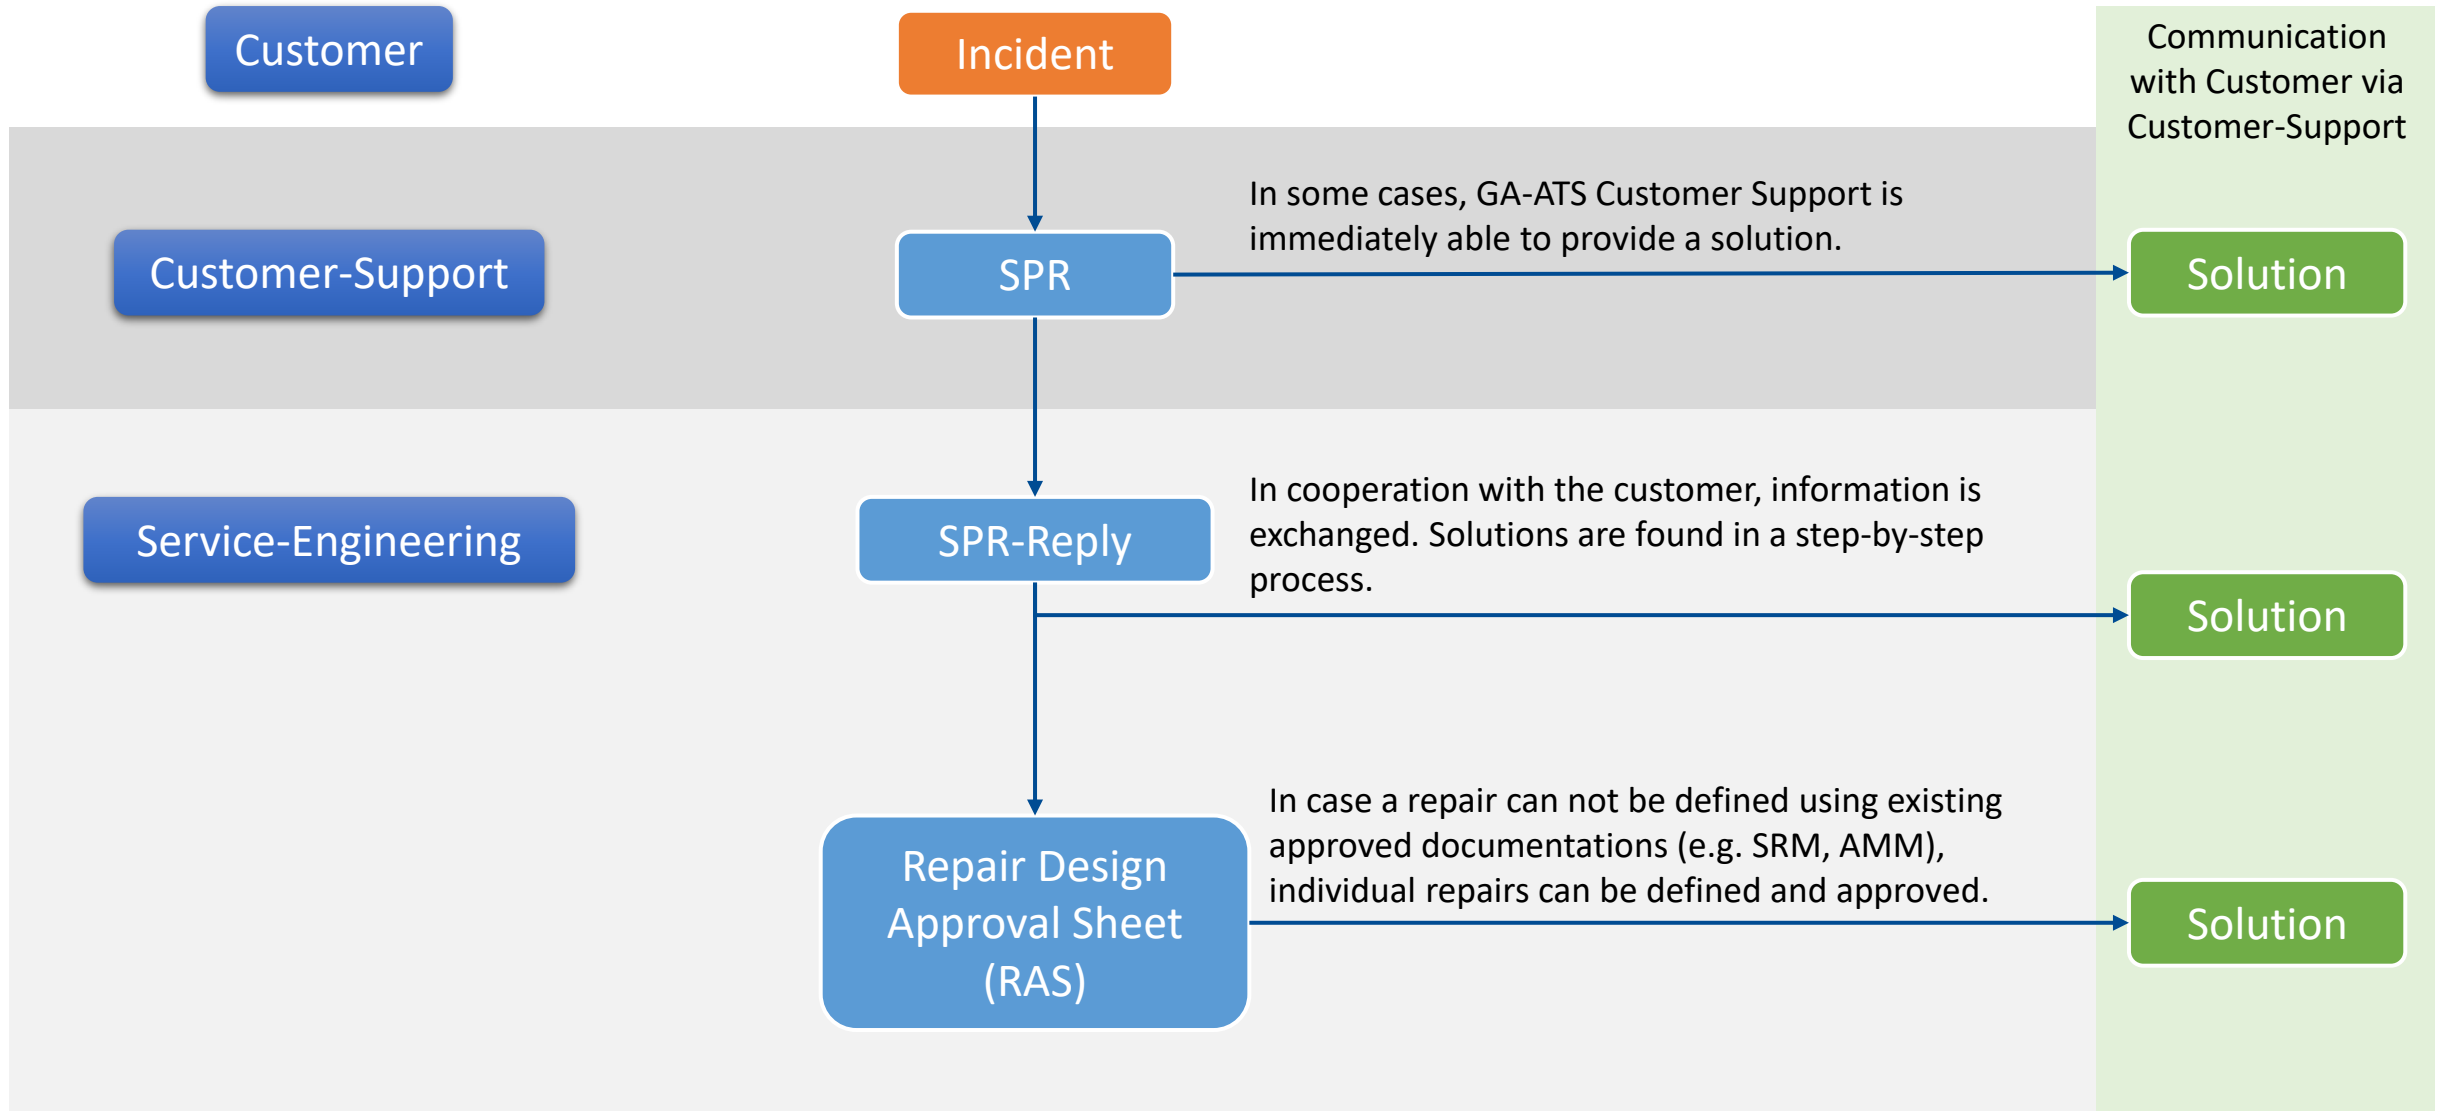 Customer
Incident
Communication
with Customer via
Customer-Support
In some cases, GA-ATS Customer Support is
immediately able to provide a solution.
Customer-Support
SPR
Solution
In cooperation with the customer, information is
exchanged. Solutions are found in a step-by-step
process.
Service-Engineering
SPR-Reply
Solution
In case a repair can not be defined using existing
approved documentations (e.g. SRM, AMM),
individual repairs can be defined and approved.
Repair Design
Approval Sheet
(RAS)
Solution